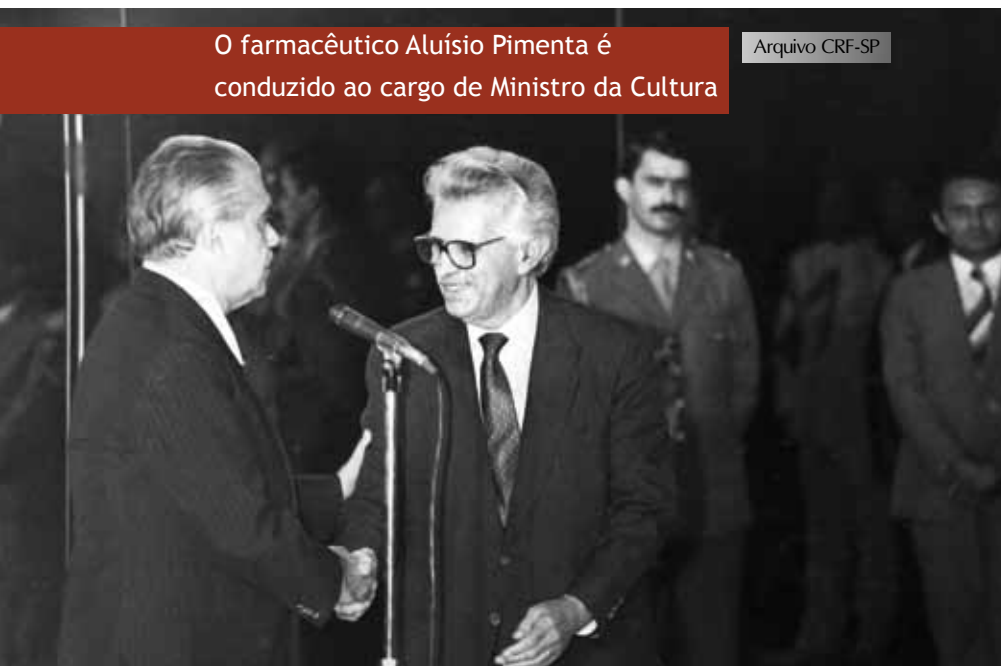 O farmacêutico Aluísio Pimenta é
conduzido ao cargo de Ministro da Cultura
Arquivo CRF-SP